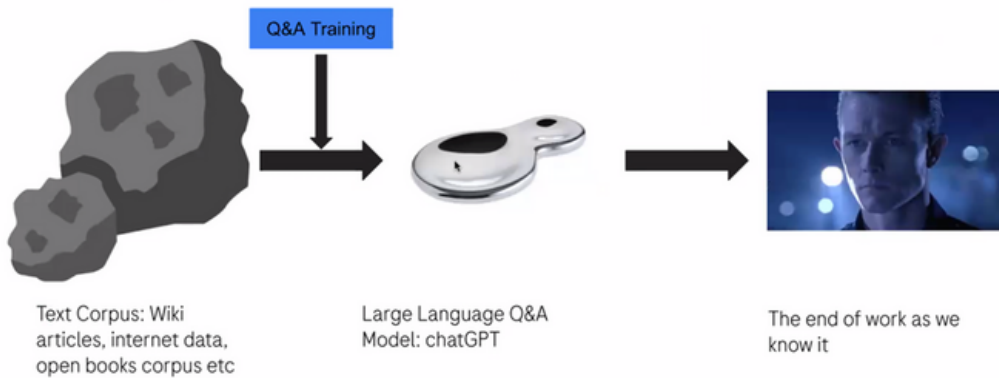 Q&A Training
Text Corpus: Wiki
articles, internet data,
open books corpus etc
Large Language Q&A
Model: chatGPT
The end of work as we
know it